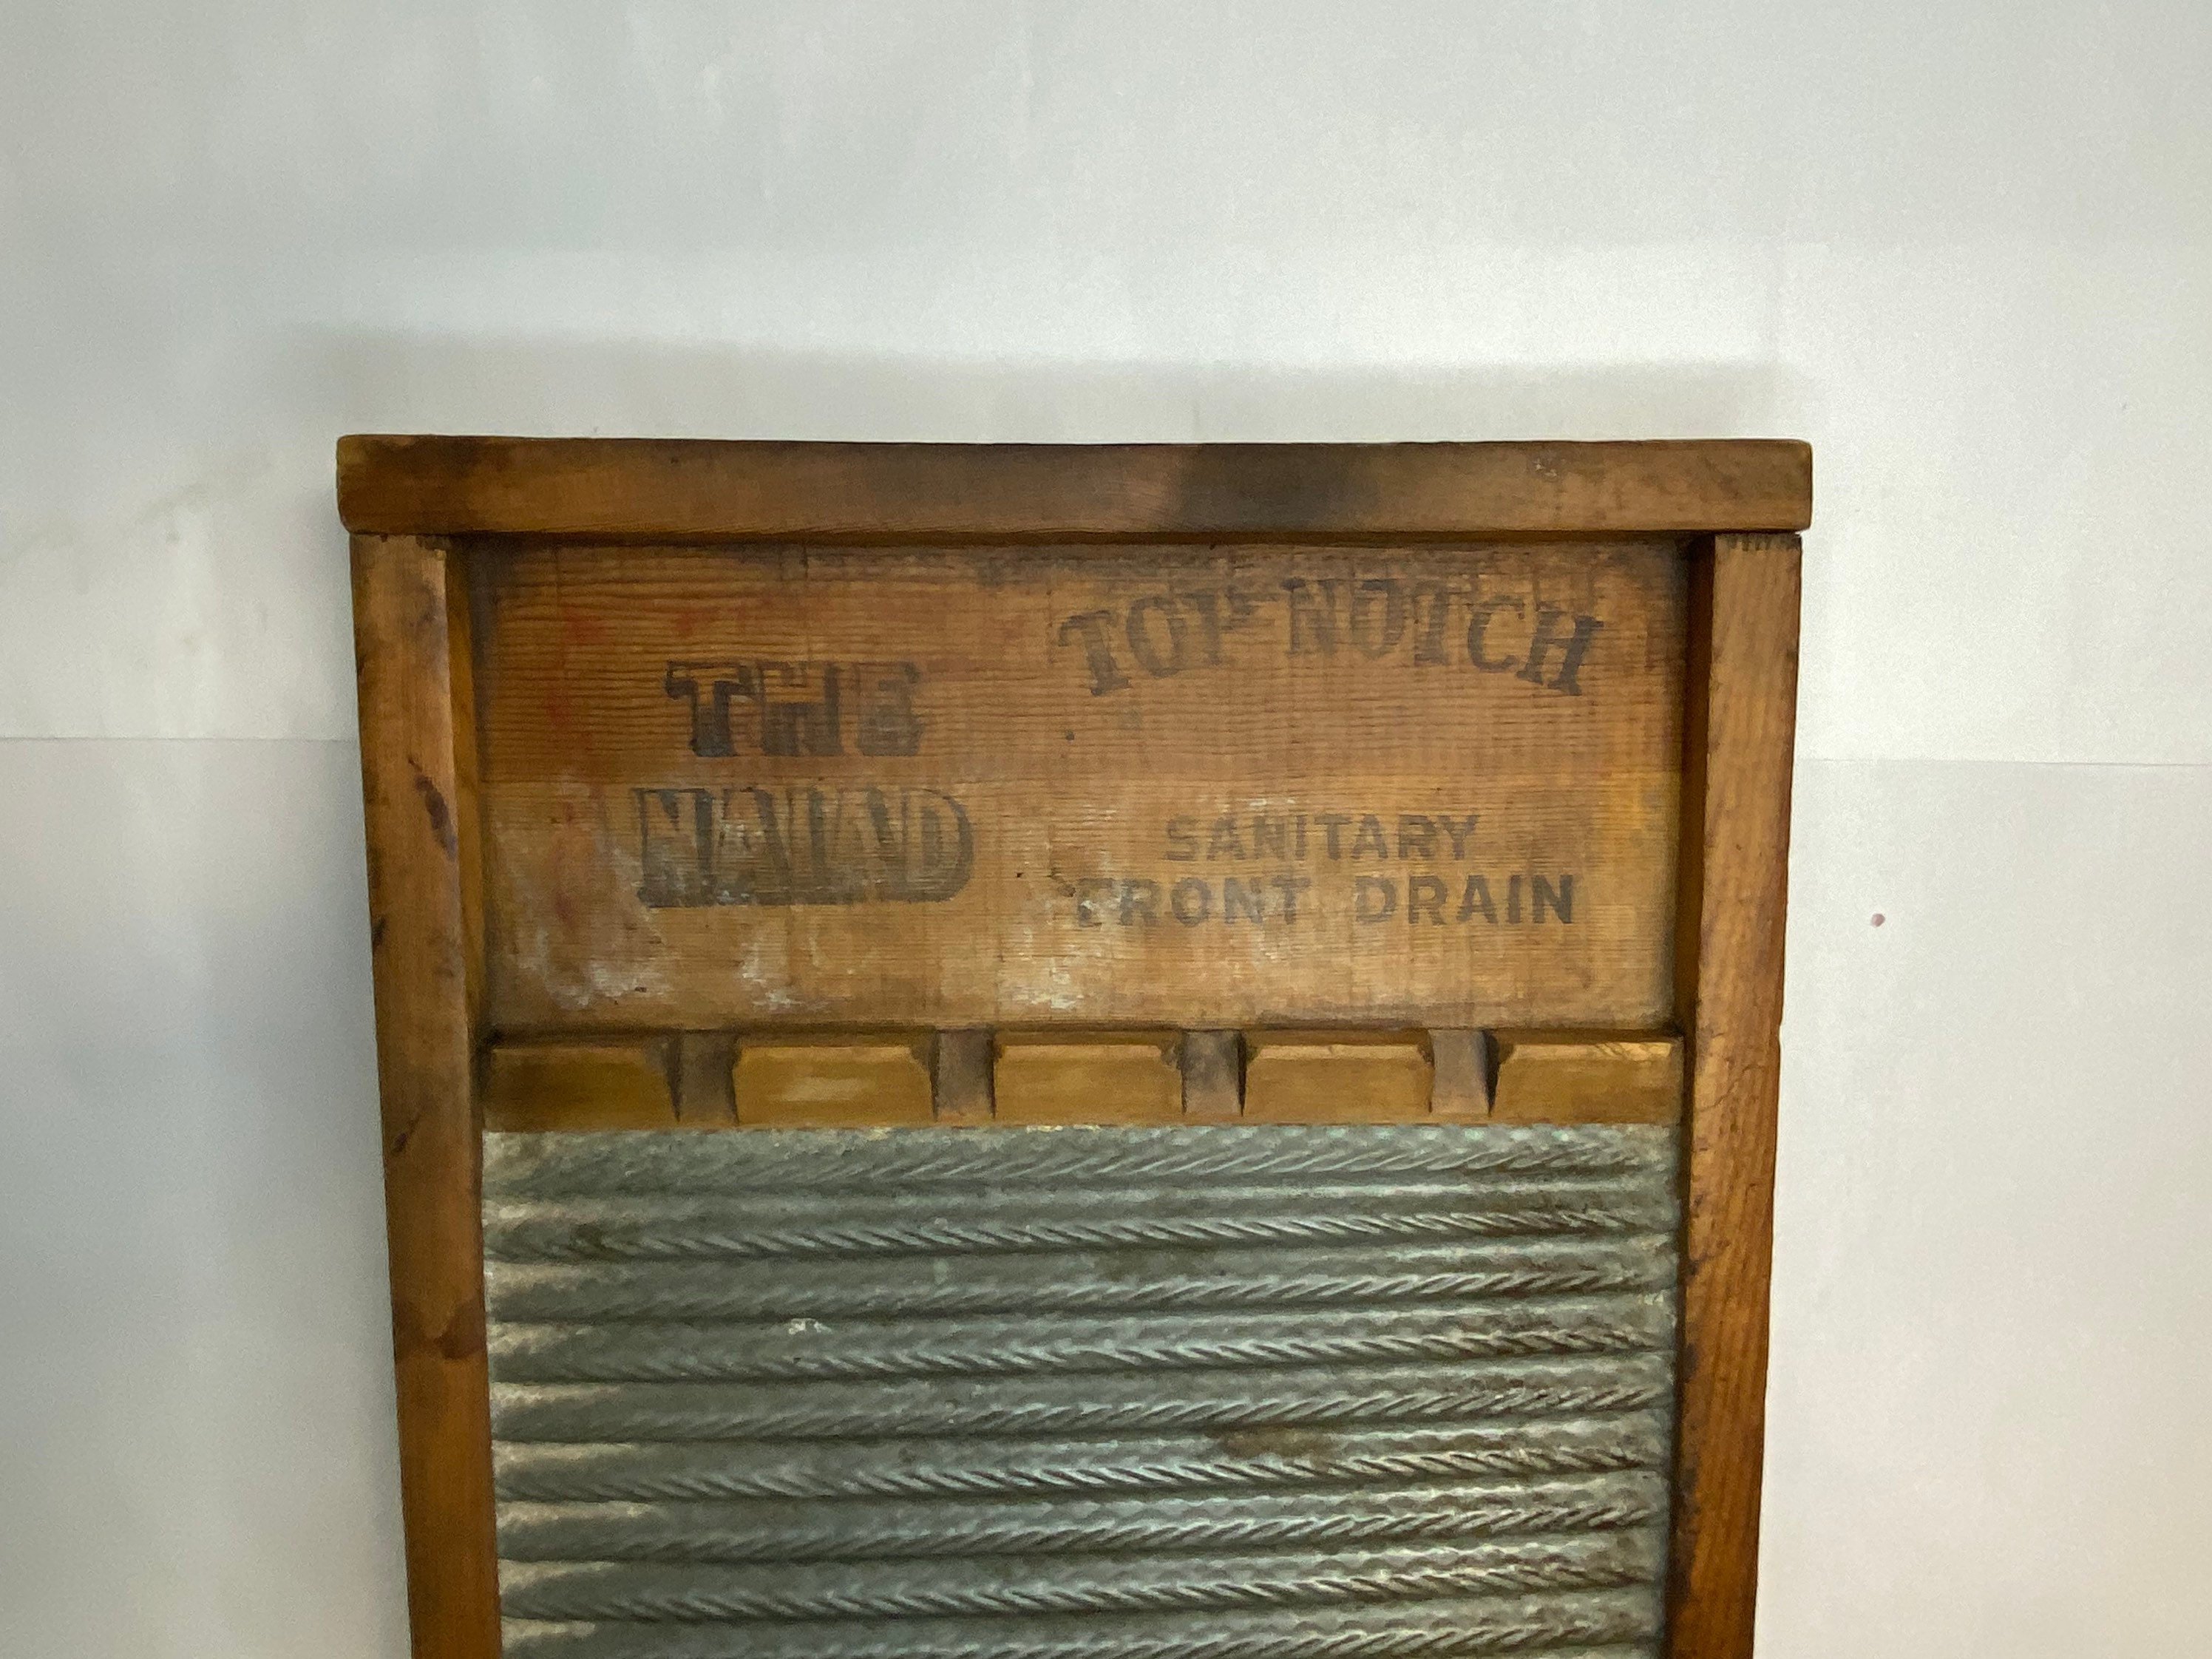 THE
NAIAD
TOP NOTCH
SANITARY
FRONT DRAIN